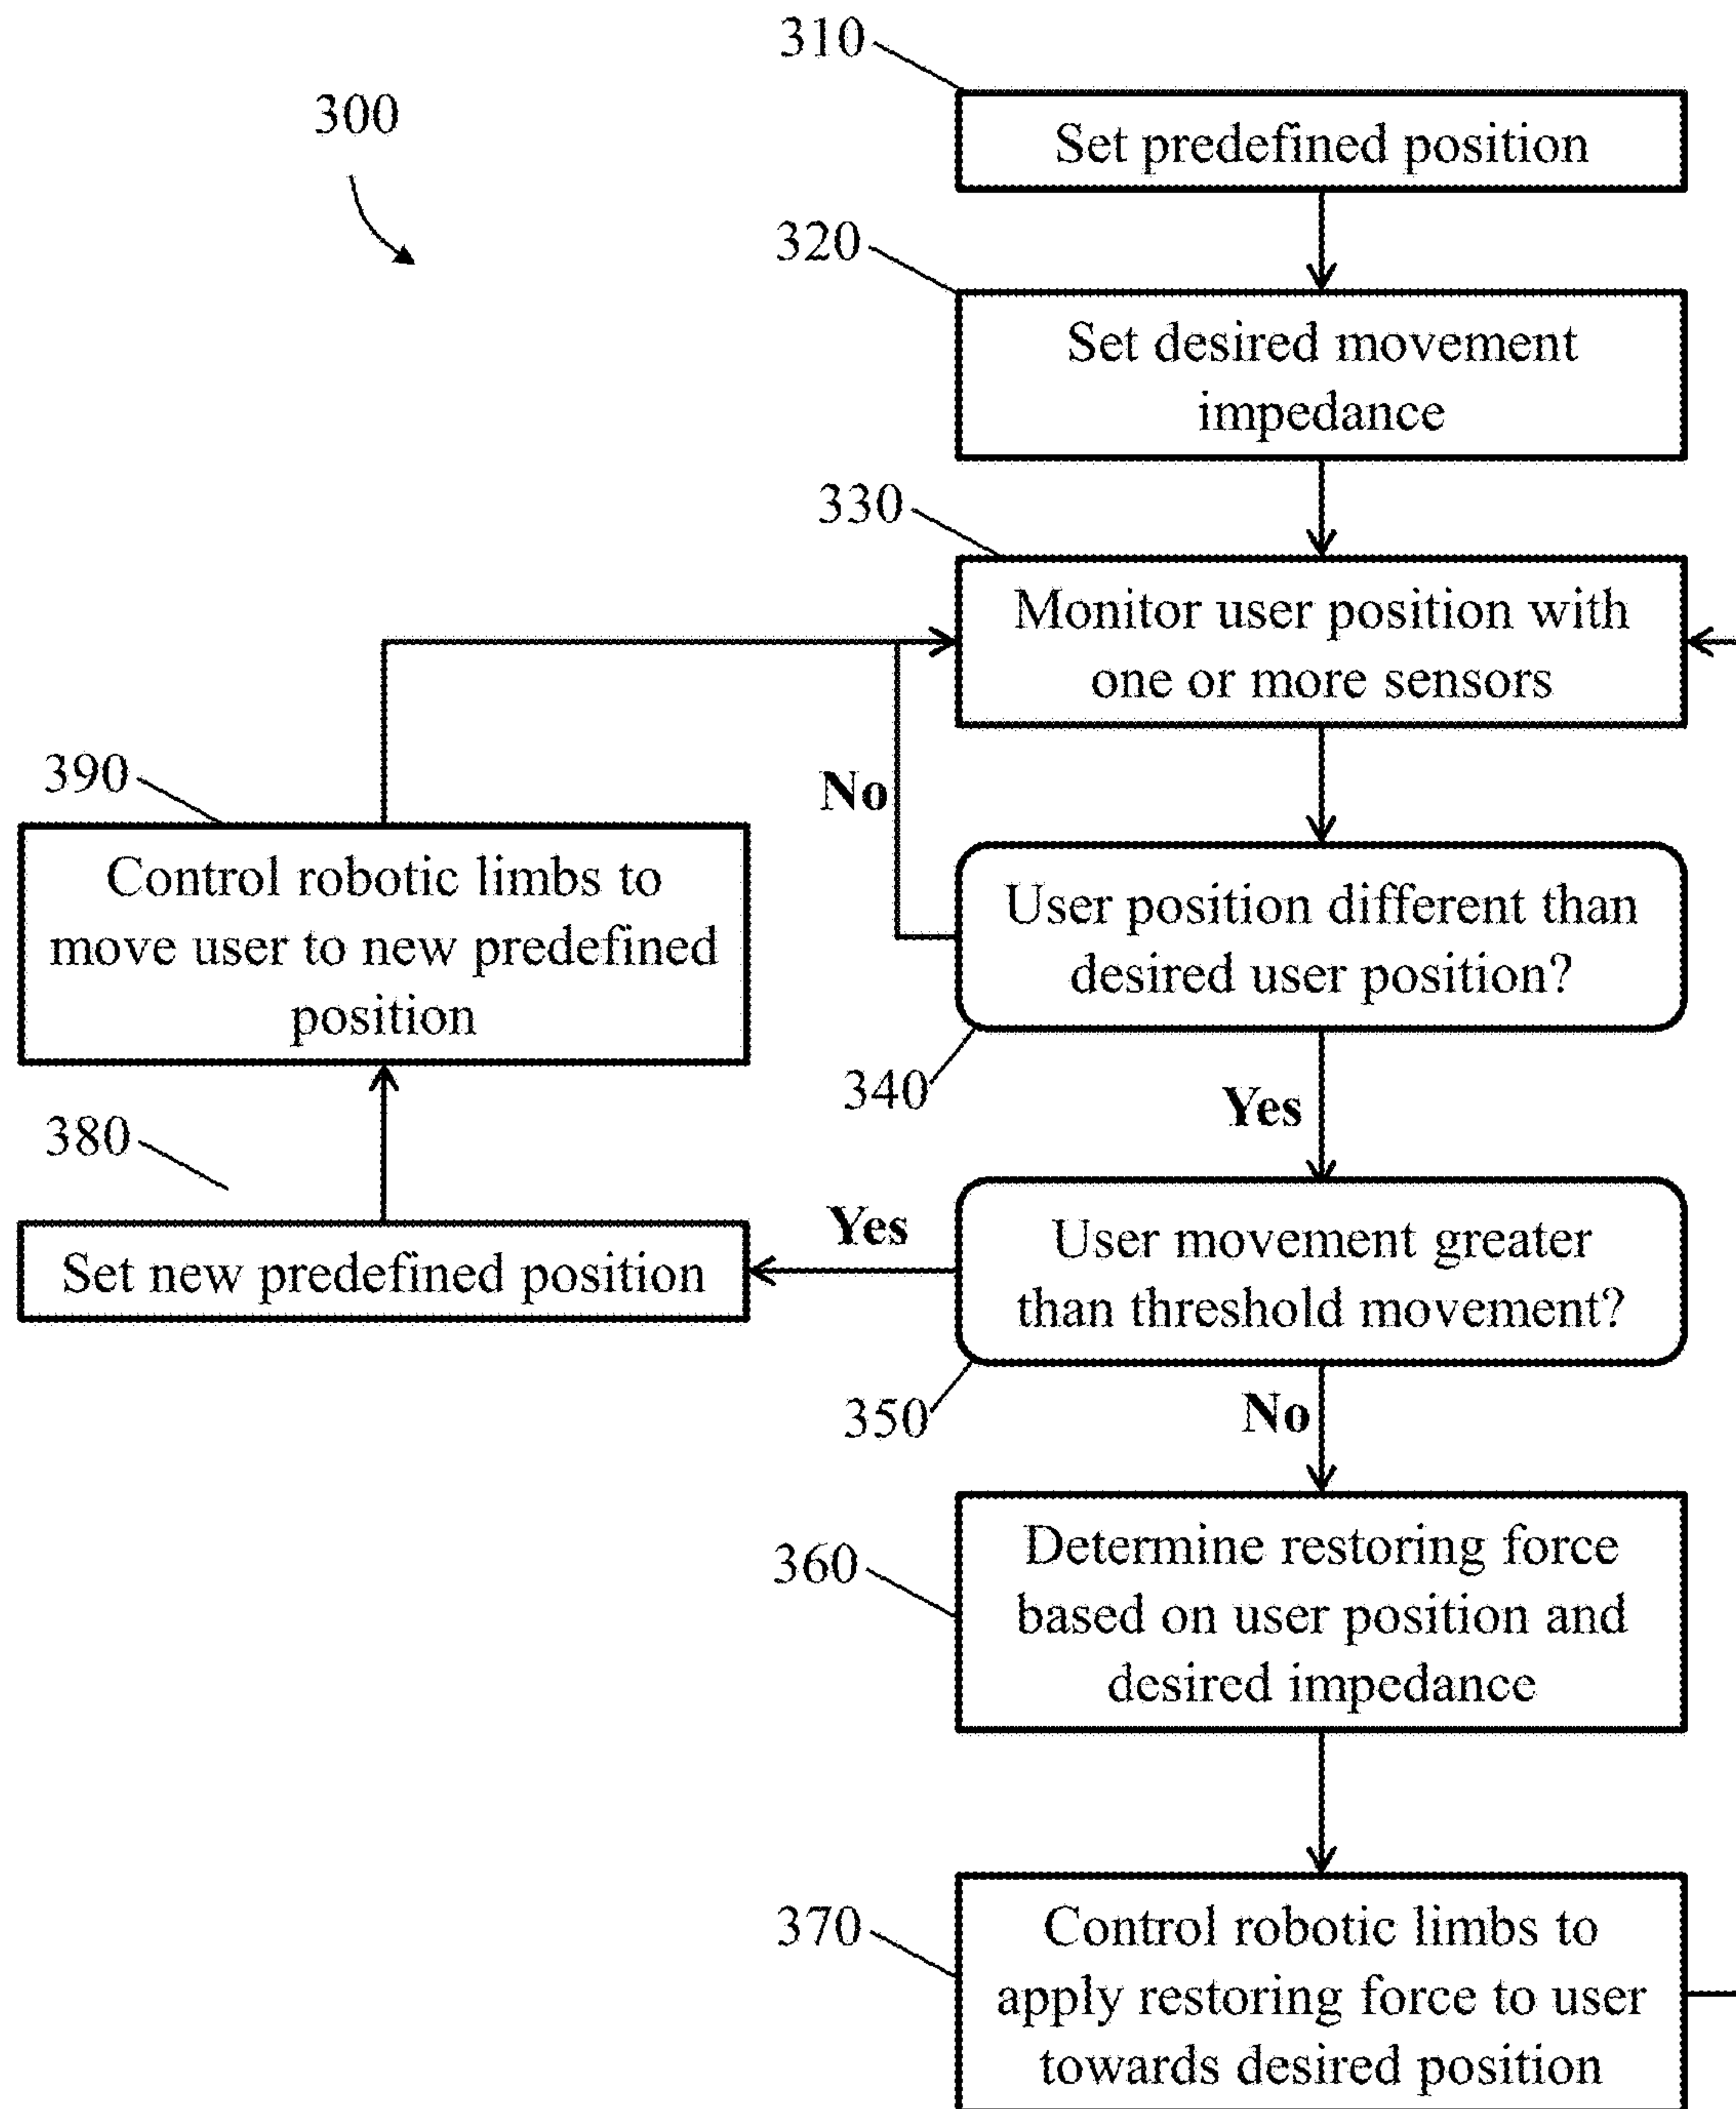 310
300
Set predefined position
320
Set desired movement
impedance
330
Monitor user position with
one or more sensors
390
No
Control robotic limbs to
move user to new predefined
position
User position different than
desired user position?
340
Yes
380
Yes
Set new predefined position
User movement greater
than threshold movement?
350
No
360
Determine restoring force
based on user position and
desired impedance
370
Control robotic limbs to
apply restoring force to user
towards desired position